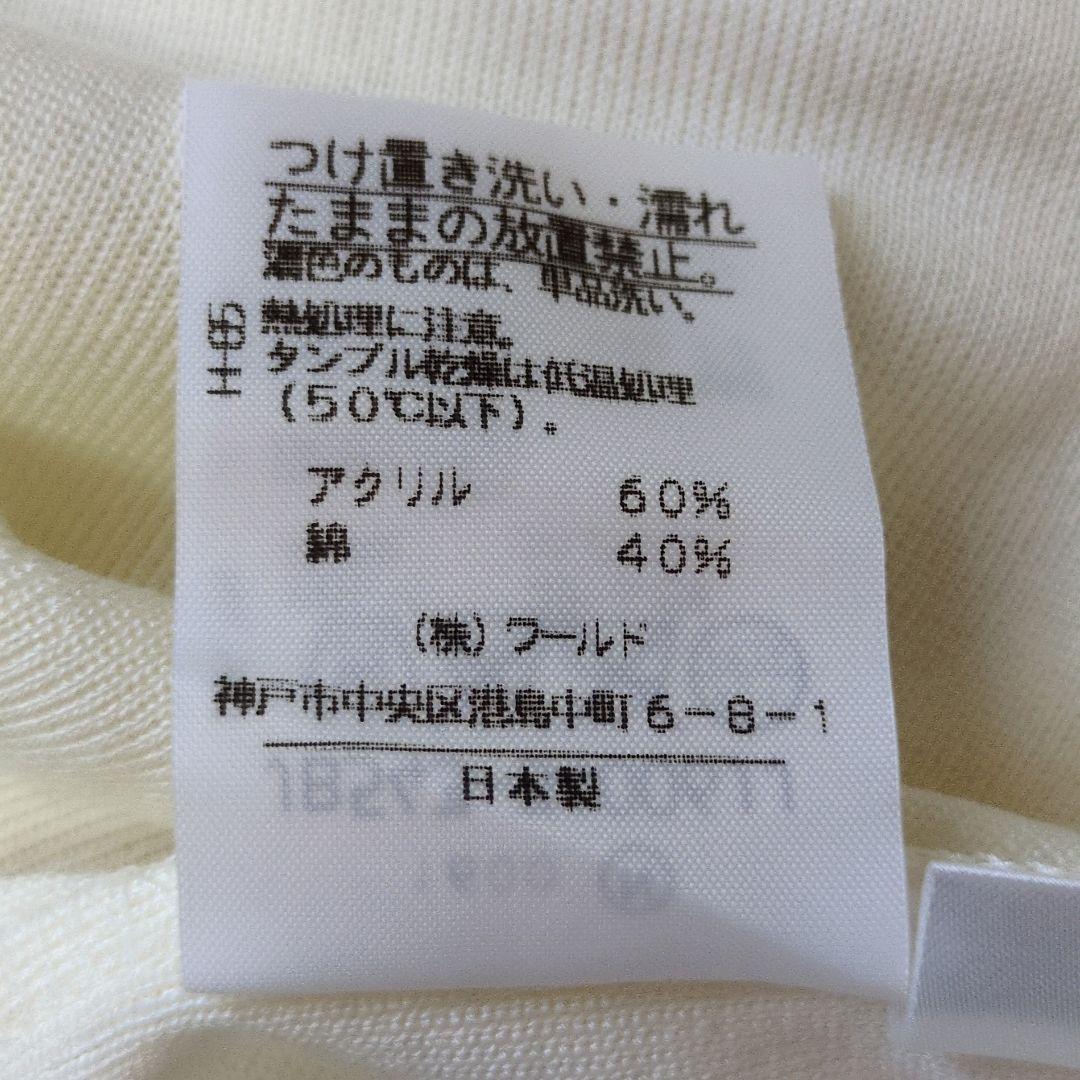 つけ置き洗い・濡れ
たままの放置禁止。
濃色のものは、単品洗い。
熱処理に注意。
タンブル乾燥は低温処理
(50℃以下)。
アクリル 60%
綿 40%
(株)ワールド
神戸市中央区港島中町6-8-1
日本製